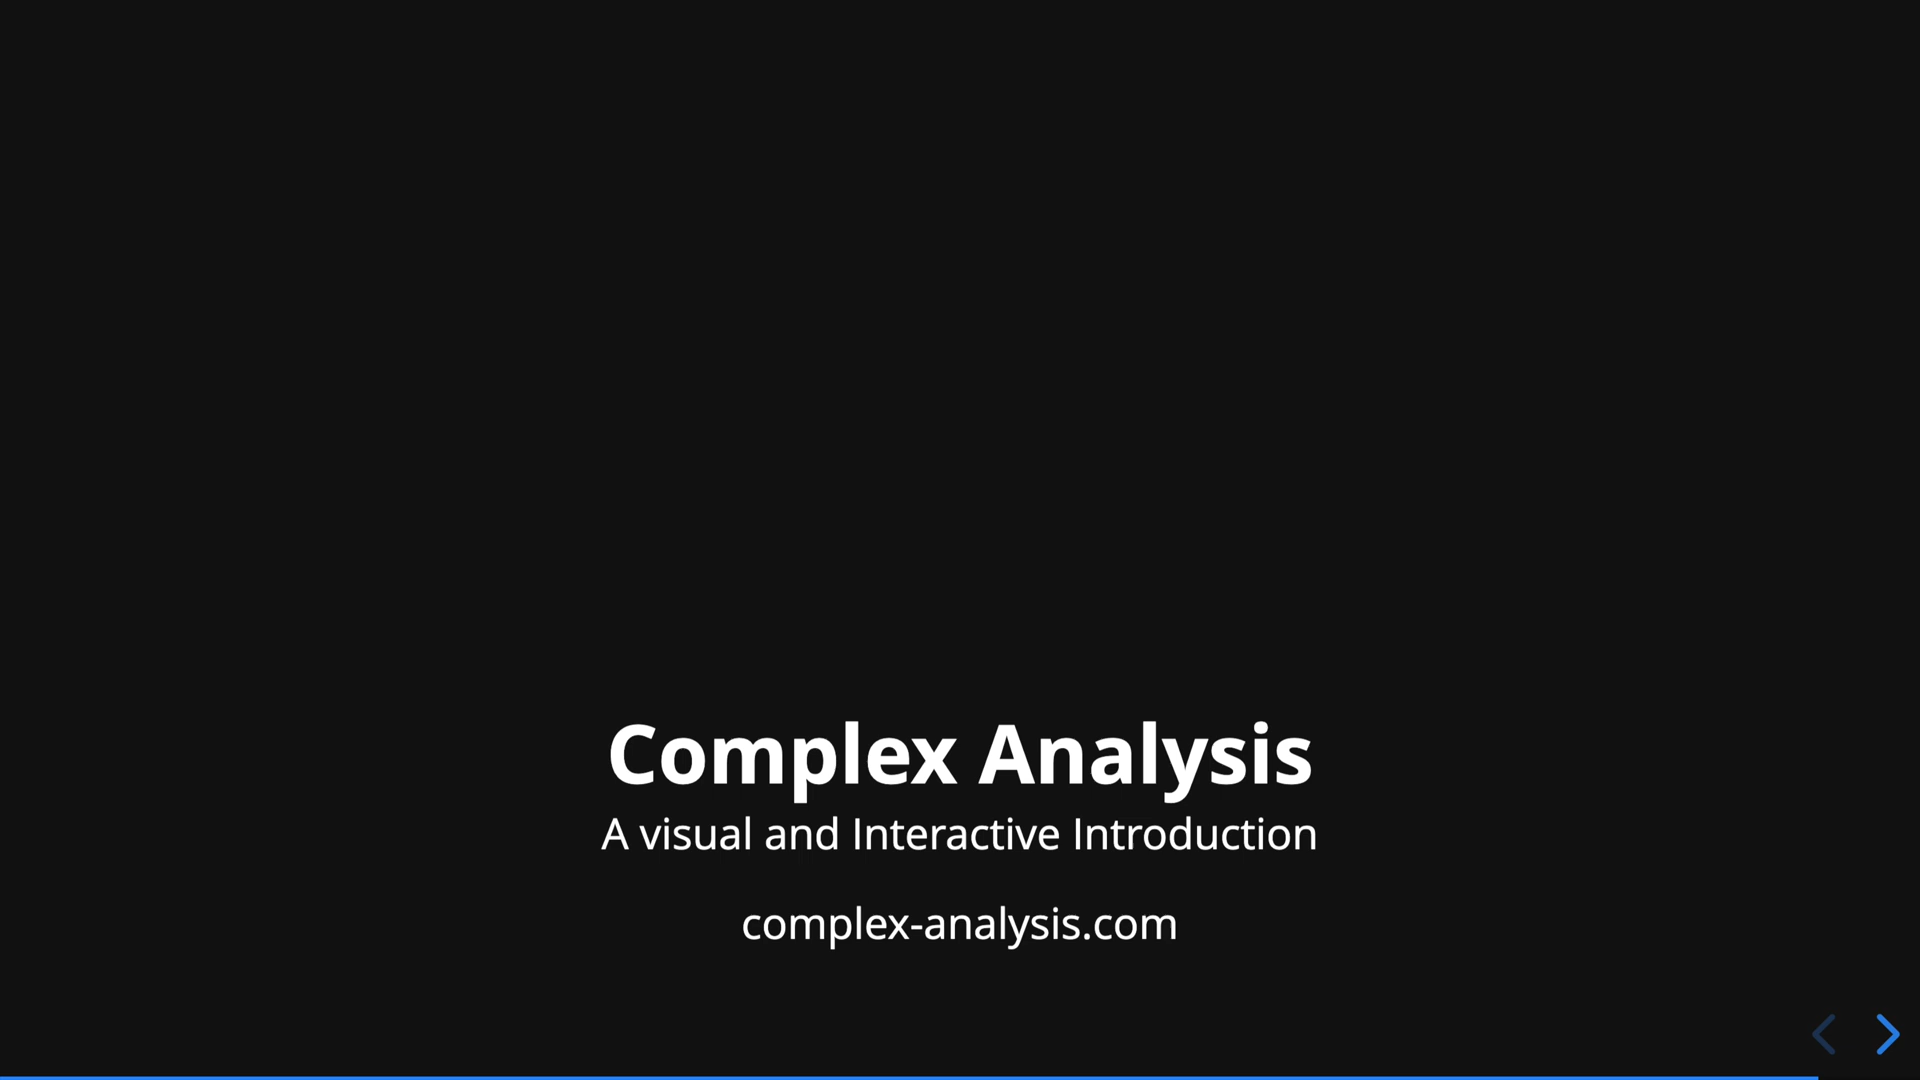 Complex Analysis
A visual and Interactive Introduction
complex-analysis.com